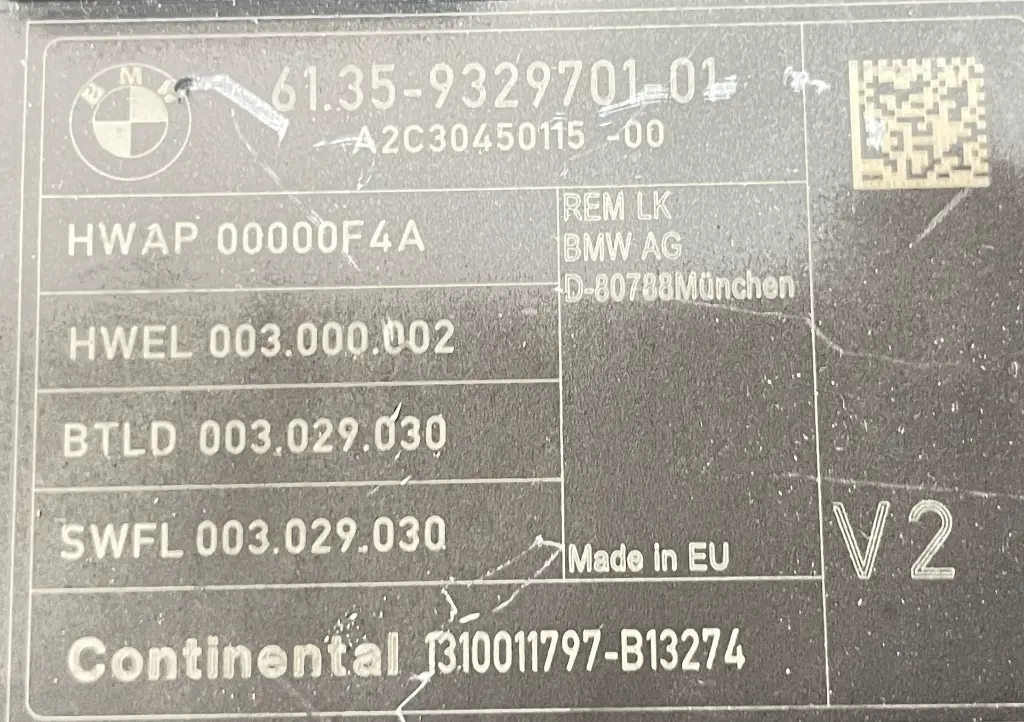 BMW
61.35-9329701-01
A2C30450115 -00
HWAP 00000F4A
REM LK
BMW AG
D-80788München
HWEL 003.000.002
BTLD 003.029.030
SWFL 003.029.030
Made in EU
V2
Continental 1310011797-B13274